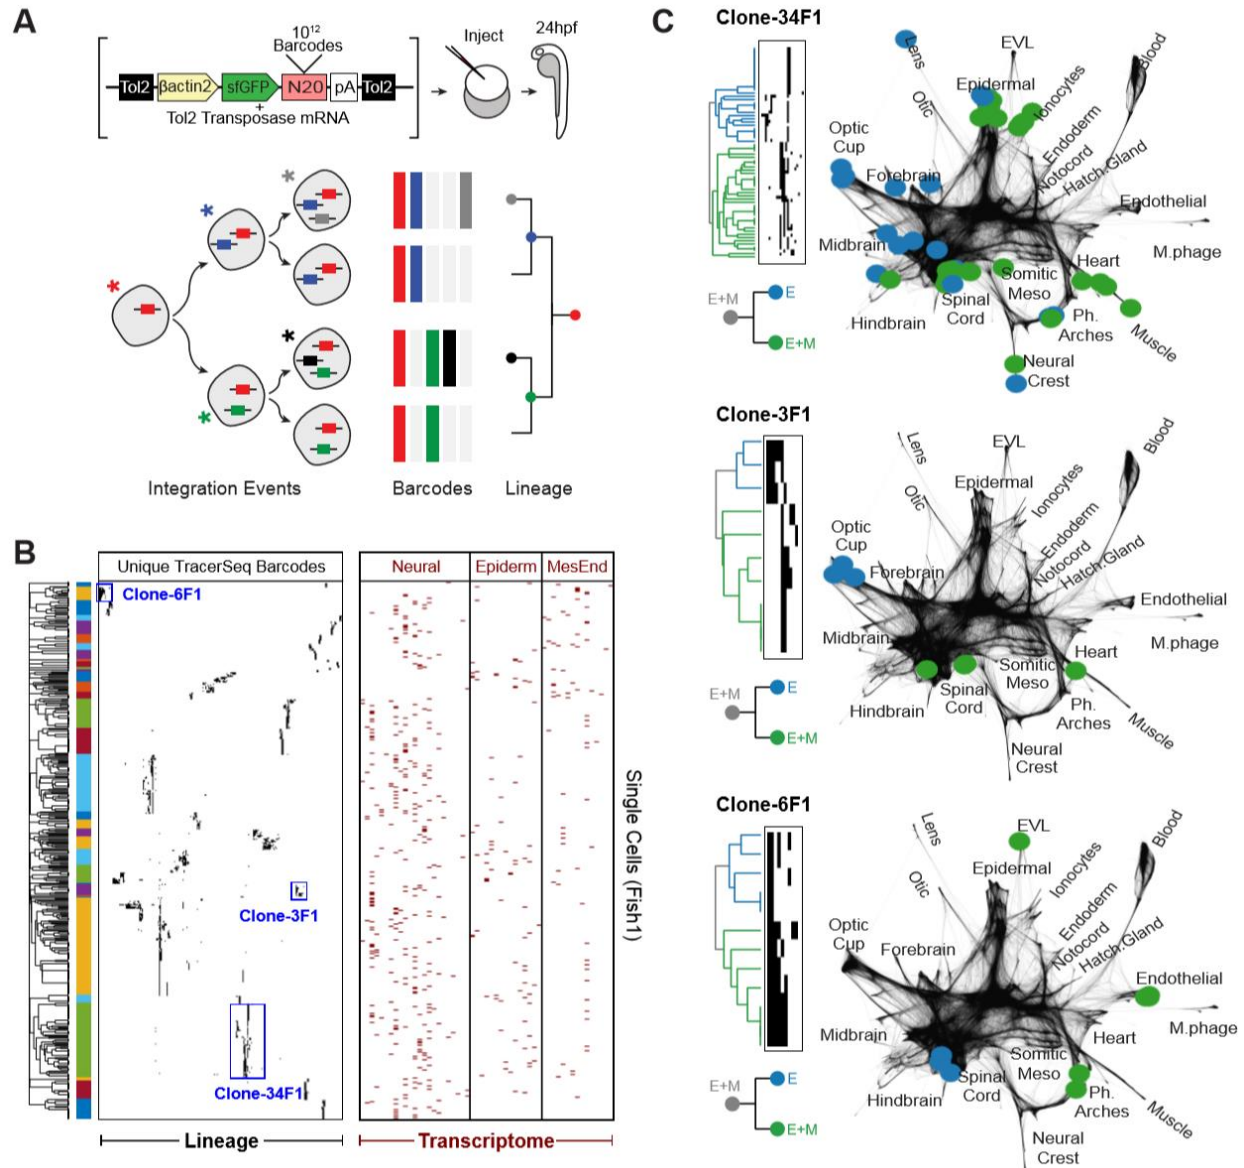 A
10¹²
Barcodes
Tol2
βactin2
sfGFP
N20
pA
Tol2
+
Tol2 Transposase mRNA
Inject
24hpf
*
*
*
*
*
Integration Events
Barcodes
Lineage
B
Unique TracerSeq Barcodes
Neural
Epiderm
MesEnd
Clone-6F1
Clone-3F1
Clone-34F1
Single Cells (Fish1)
Lineage
Transcriptome
C
Clone-34F1
E+M
E
E+M
Lens
EVL
Blood
Epidermal
Otic
Ionocytes
Optic
Cup
Endoderm
Notocord
Hatch.Gland
Forebrain
Endothelial
Midbrain
M.phage
Heart
Somitic
Meso
Spinal
Cord
Hindbrain
Ph.
Arches
Muscle
Neural
Crest
Clone-3F1
E+M
E
E+M
Lens
EVL
Blood
Epidermal
Otic
Ionocytes
Optic
Cup
Endoderm
Notocord
Hatch.Gland
Forebrain
Endothelial
Midbrain
M.phage
Heart
Somitic
Meso
Spinal
Cord
Hindbrain
Ph.
Arches
Muscle
Neural
Crest
Clone-6F1
E+M
E
E+M
Lens
EVL
Blood
Epidermal
Otic
Ionocytes
Optic
Cup
Endoderm
Notocord
Hatch.Gland
Forebrain
Endothelial
Midbrain
M.phage
Heart
Somitic
Meso
Spinal
Cord
Hindbrain
Ph.
Arches
Muscle
Neural
Crest